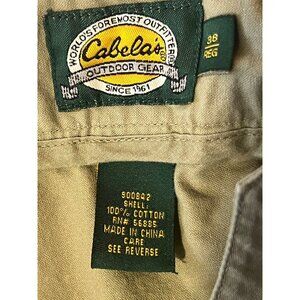 WORLD'S FOREMOST OUTFITTER®
Cabela's®
OUTDOOR GEAR
SINCE 1961
36
REG
900842
SHELL:
100% COTTON
RN# 56835
MADE IN CHINA
CARE
SEE REVERSE